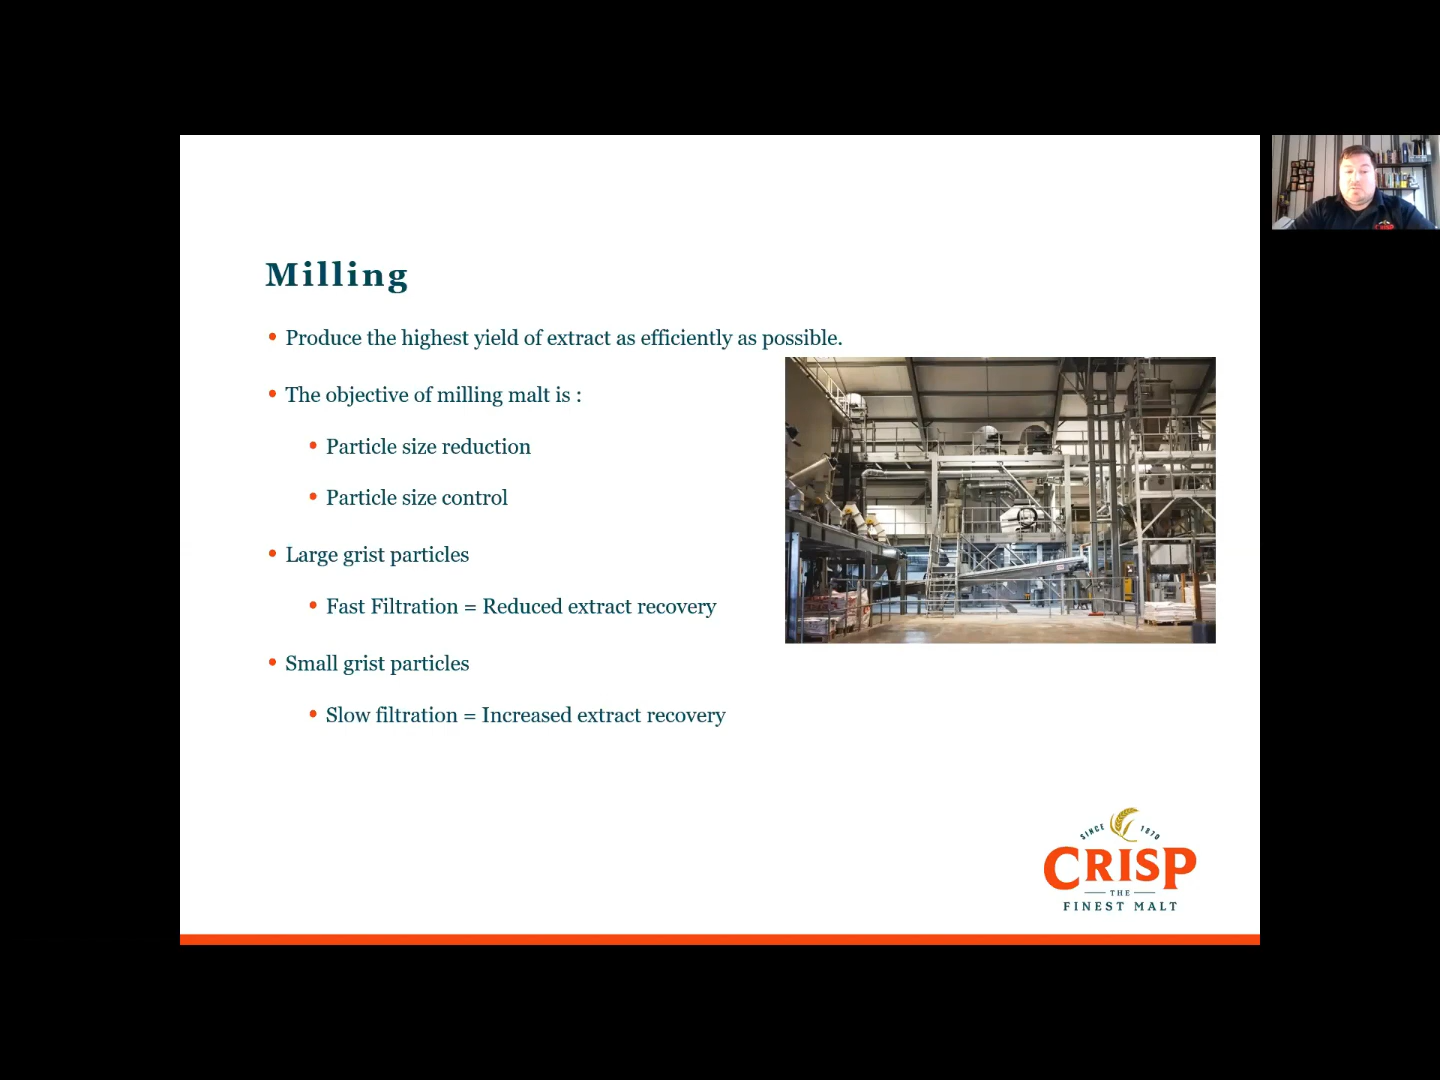 Milling
• Produce the highest yield of extract as efficiently as possible.
• The objective of milling malt is :
• Particle size reduction
• Particle size control
• Large grist particles
• Fast Filtration = Reduced extract recovery
• Small grist particles
• Slow filtration = Increased extract recovery
SINCE 1870
CRISP
THE
FINEST MALT
CRISP